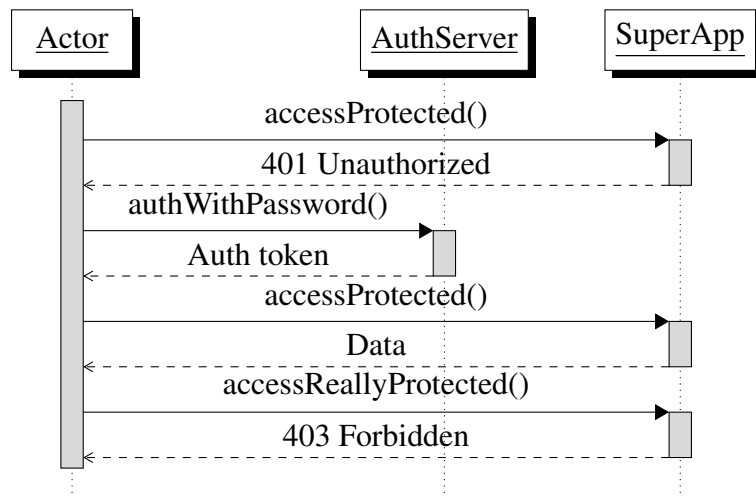 Actor
AuthServer
SuperApp
accessProtected()
401 Unauthorized
authWithPassword()
Auth token
accessProtected()
Data
accessReallyProtected()
403 Forbidden